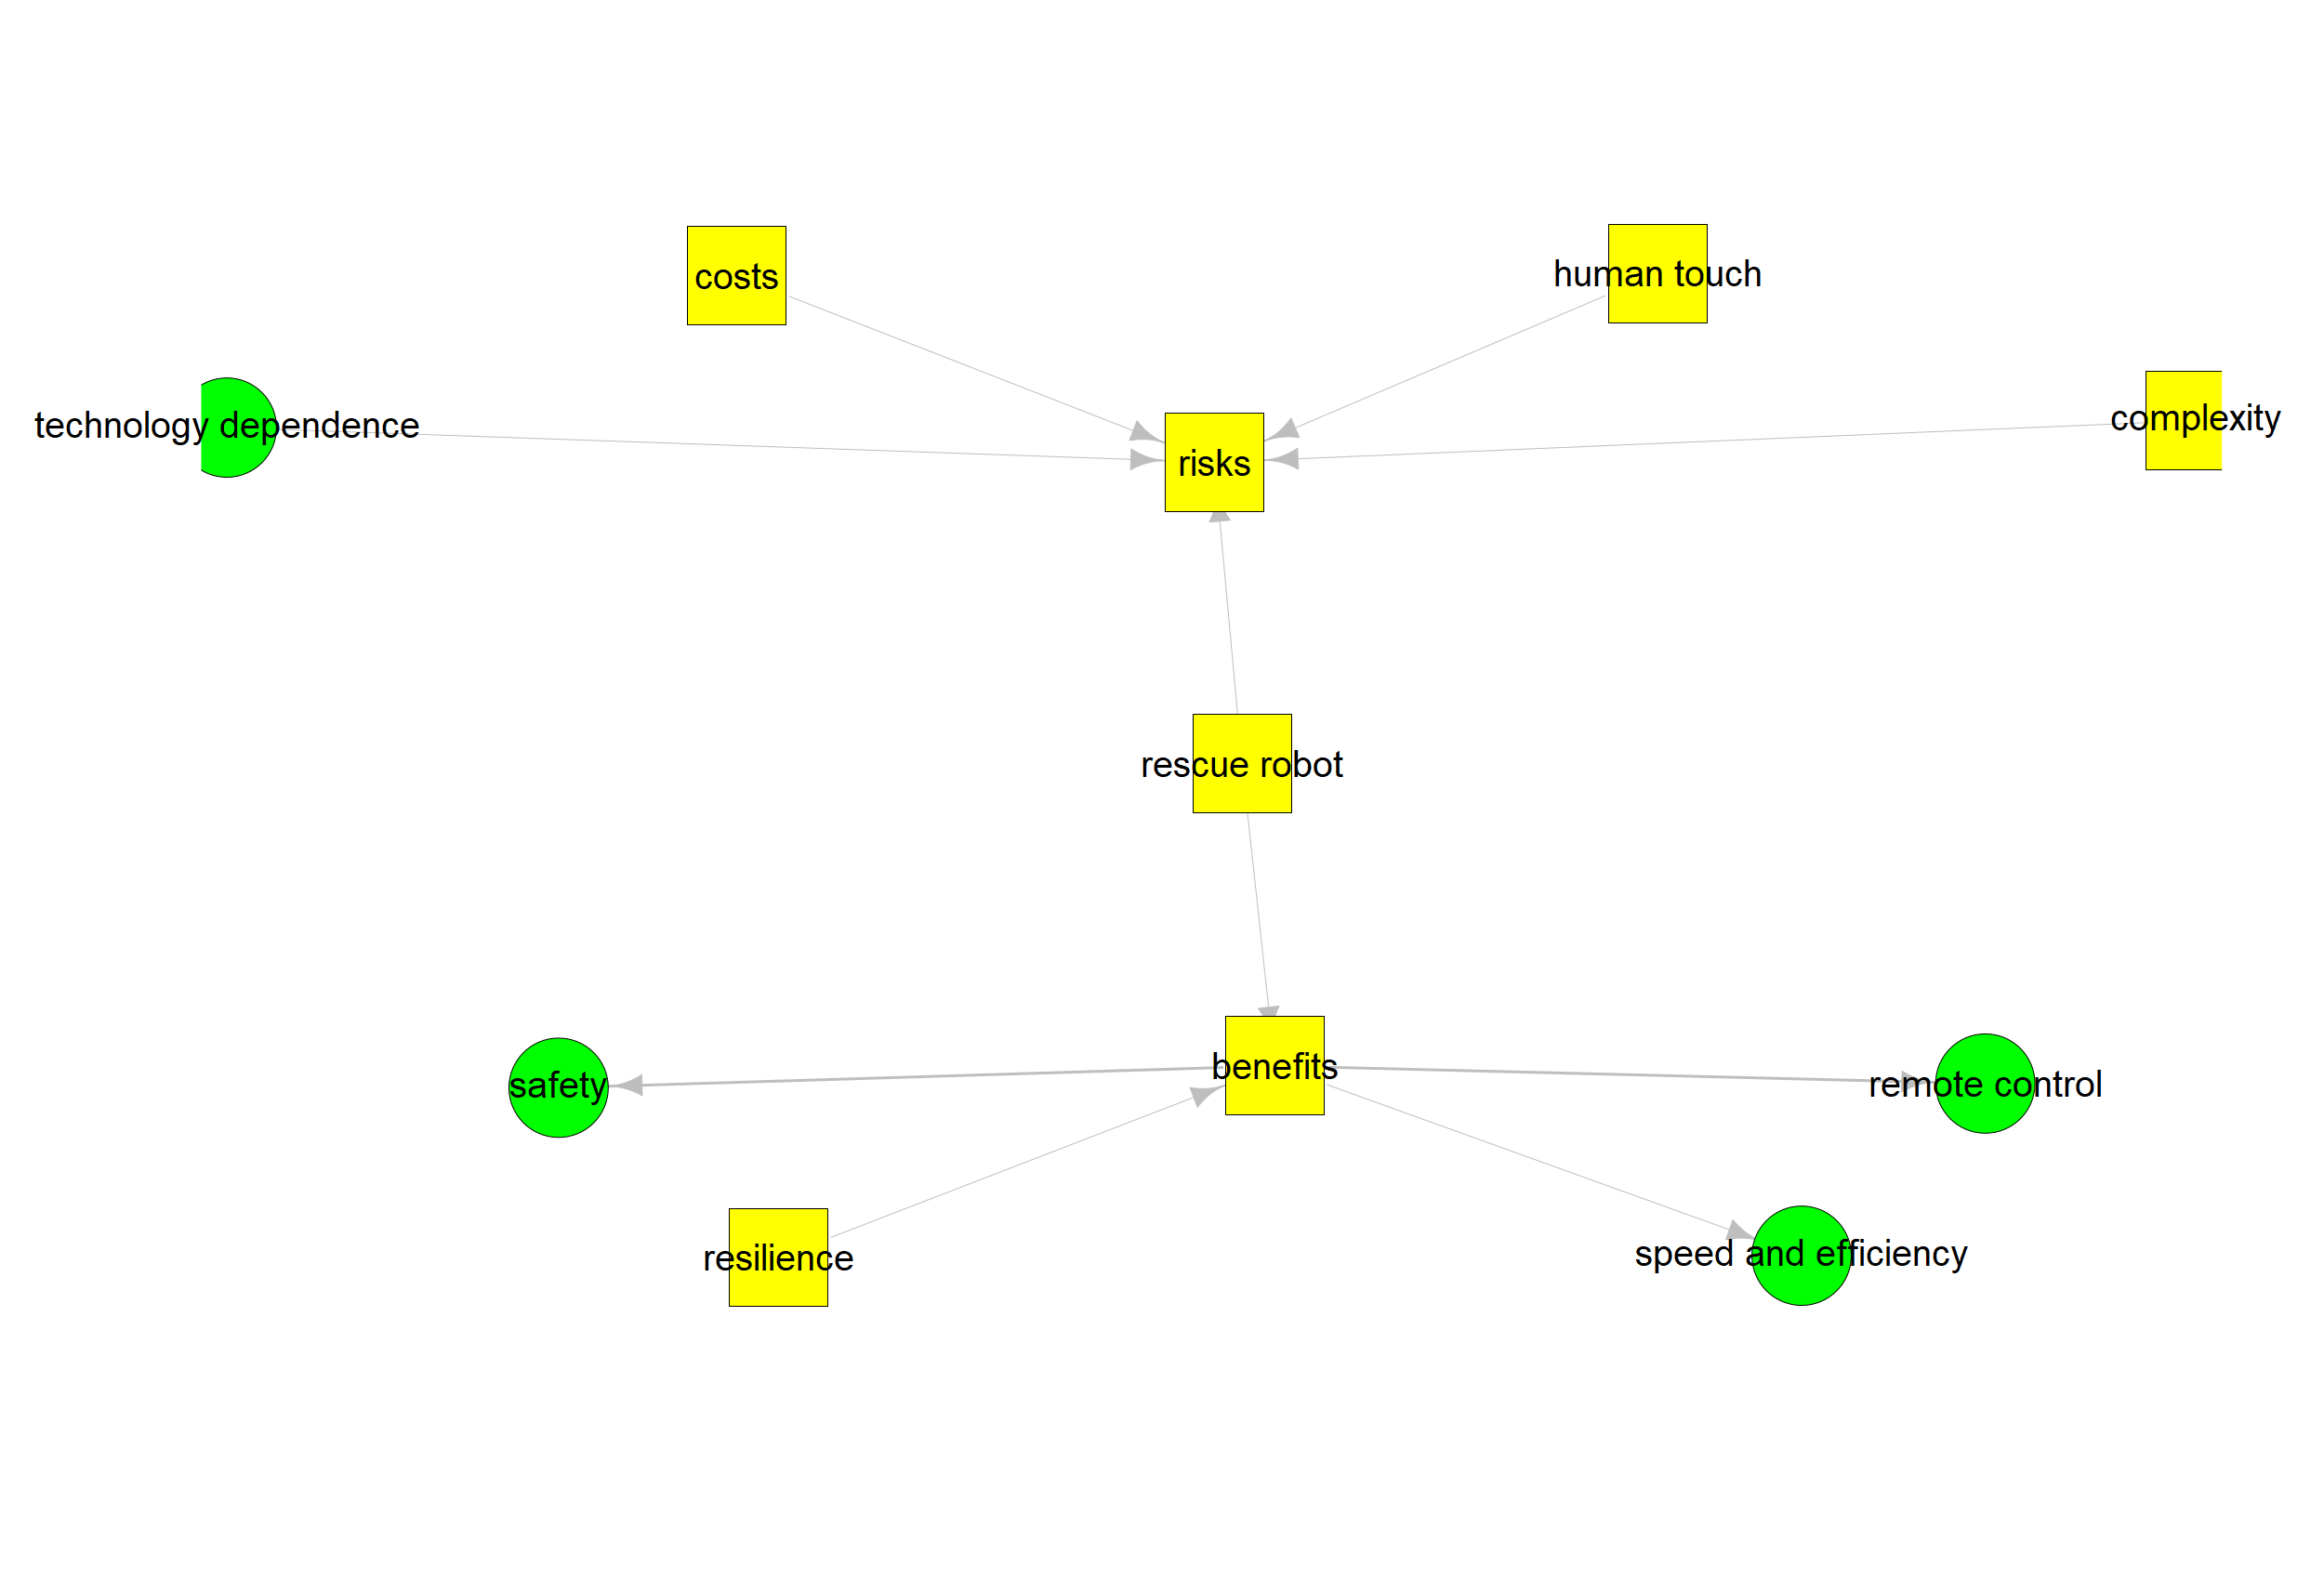 costs
human touch
technology dependence
complexity
risks
rescue robot
benefits
safety
remote control
resilience
speed and efficiency